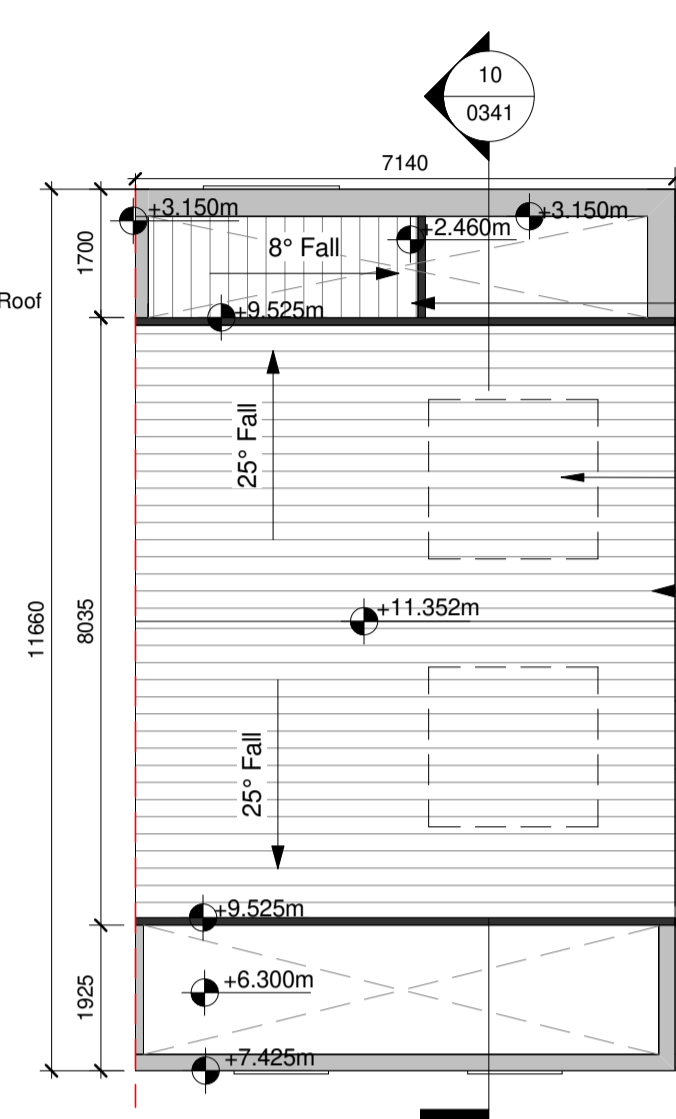 10
0341
7140
+3.150m
+3.150m
+2.460m
1700
8° Fall
Roof
+9.525m
25° Fall
11660
8035
+11.352m
25° Fall
+9.525m
1925
+6.300m
+7.425m